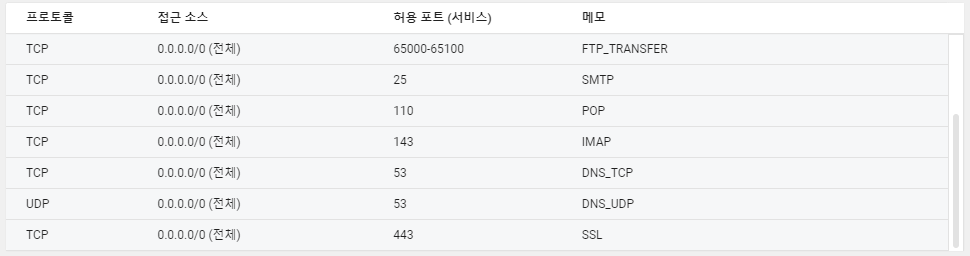 프로토콜 접근 소스 허용 포트 (서비스) 메모
TCP 0.0.0.0/0 (전체) 65000-65100 FTP_TRANSFER
TCP 0.0.0.0/0 (전체) 25 SMTP
TCP 0.0.0.0/0 (전체) 110 POP
TCP 0.0.0.0/0 (전체) 143 IMAP
TCP 0.0.0.0/0 (전체) 53 DNS_TCP
UDP 0.0.0.0/0 (전체) 53 DNS_UDP
TCP 0.0.0.0/0 (전체) 443 SSL